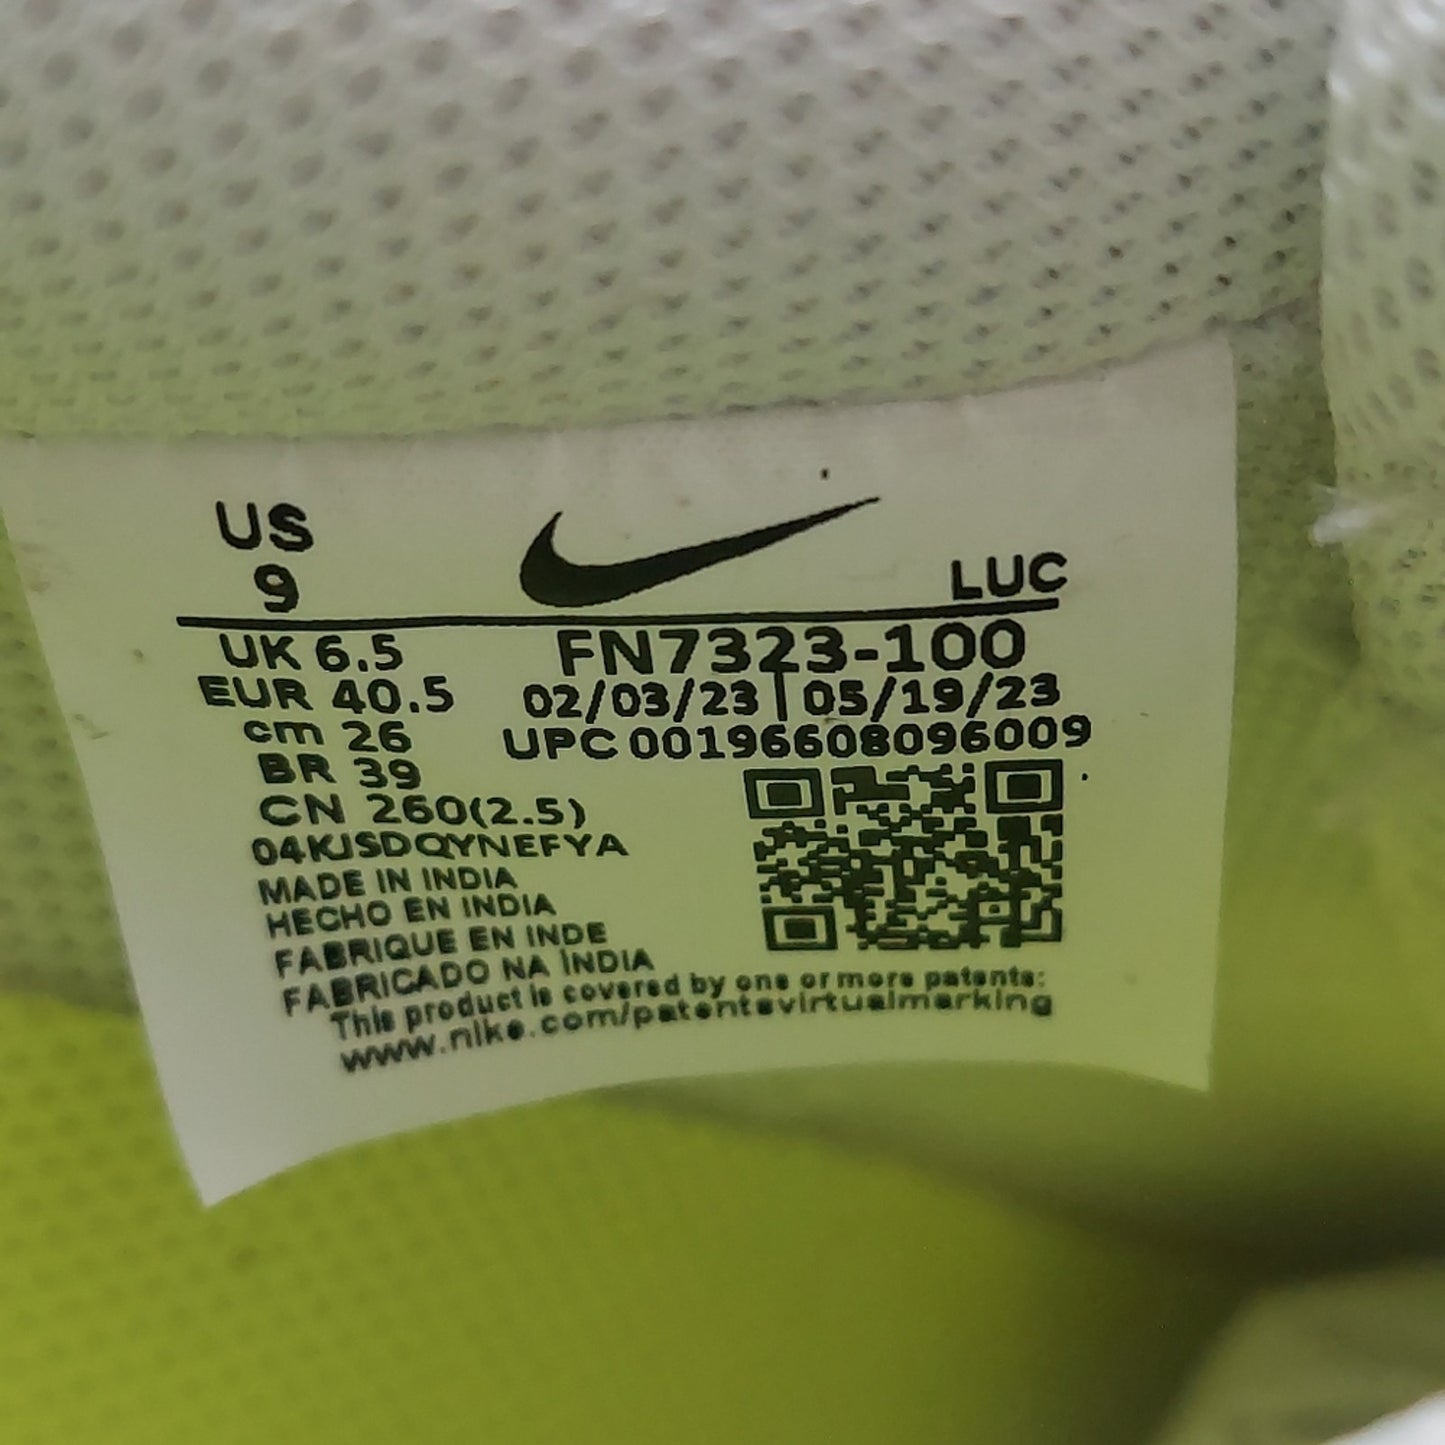 US
9
LUC
UK 6.5
EUR 40.5
cm 26
BR 39
CN 260(2.5)
FN7323-100
02/03/23 | 05/19/23
UPC 00196608096009
04KJSDQYNEFYA
MADE IN INDIA
HECHO EN INDIA
FABRIQUE EN INDE
FABRICADO NA ÍNDIA
This product is covered by one or more patents:
www.nike.com/patentsvirtualmarking